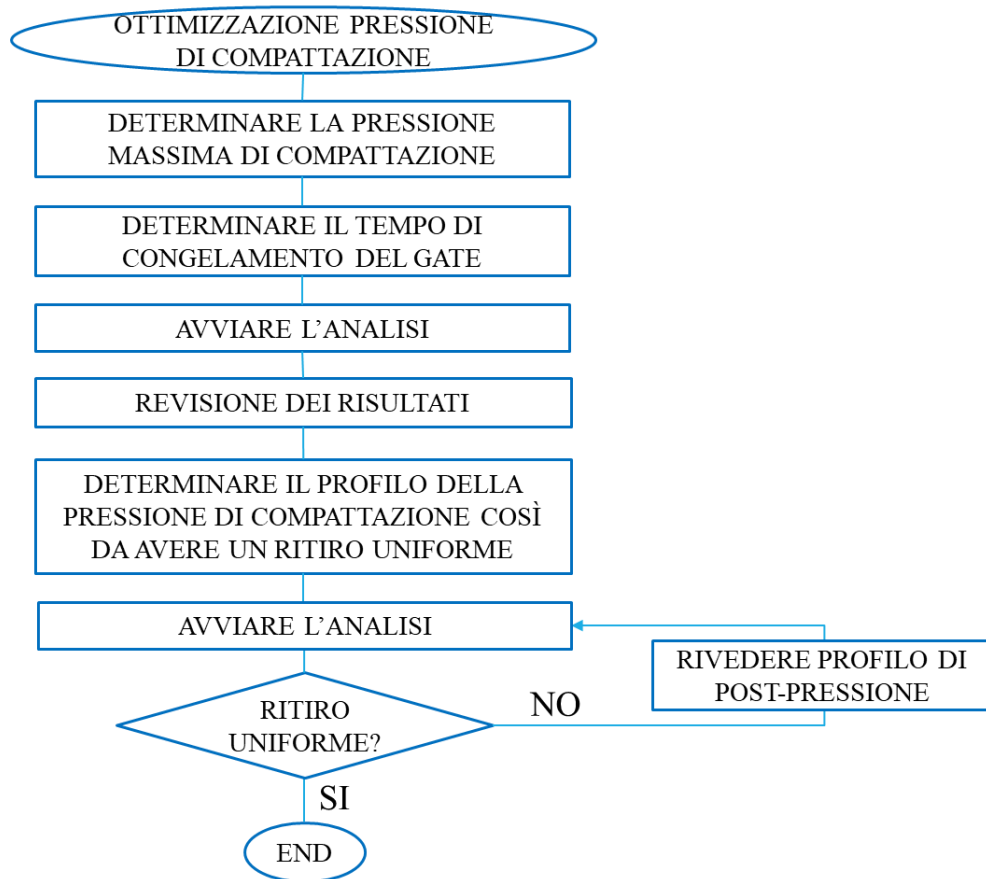 OTTIMIZZAZIONE PRESSIONE
DI COMPATTAZIONE
DETERMINARE LA PRESSIONE
MASSIMA DI COMPATTAZIONE
DETERMINARE IL TEMPO DI
CONGELAMENTO DEL GATE
AVVIARE L'ANALISI
REVISIONE DEI RISULTATI
DETERMINARE IL PROFILO DELLA
PRESSIONE DI COMPATTAZIONE COSÌ
DA AVERE UN RITIRO UNIFORME
AVVIARE L'ANALISI
RIVEDERE PROFILO DI
POST-PRESSIONE
RITIRO
UNIFORME?
NO
SI
END